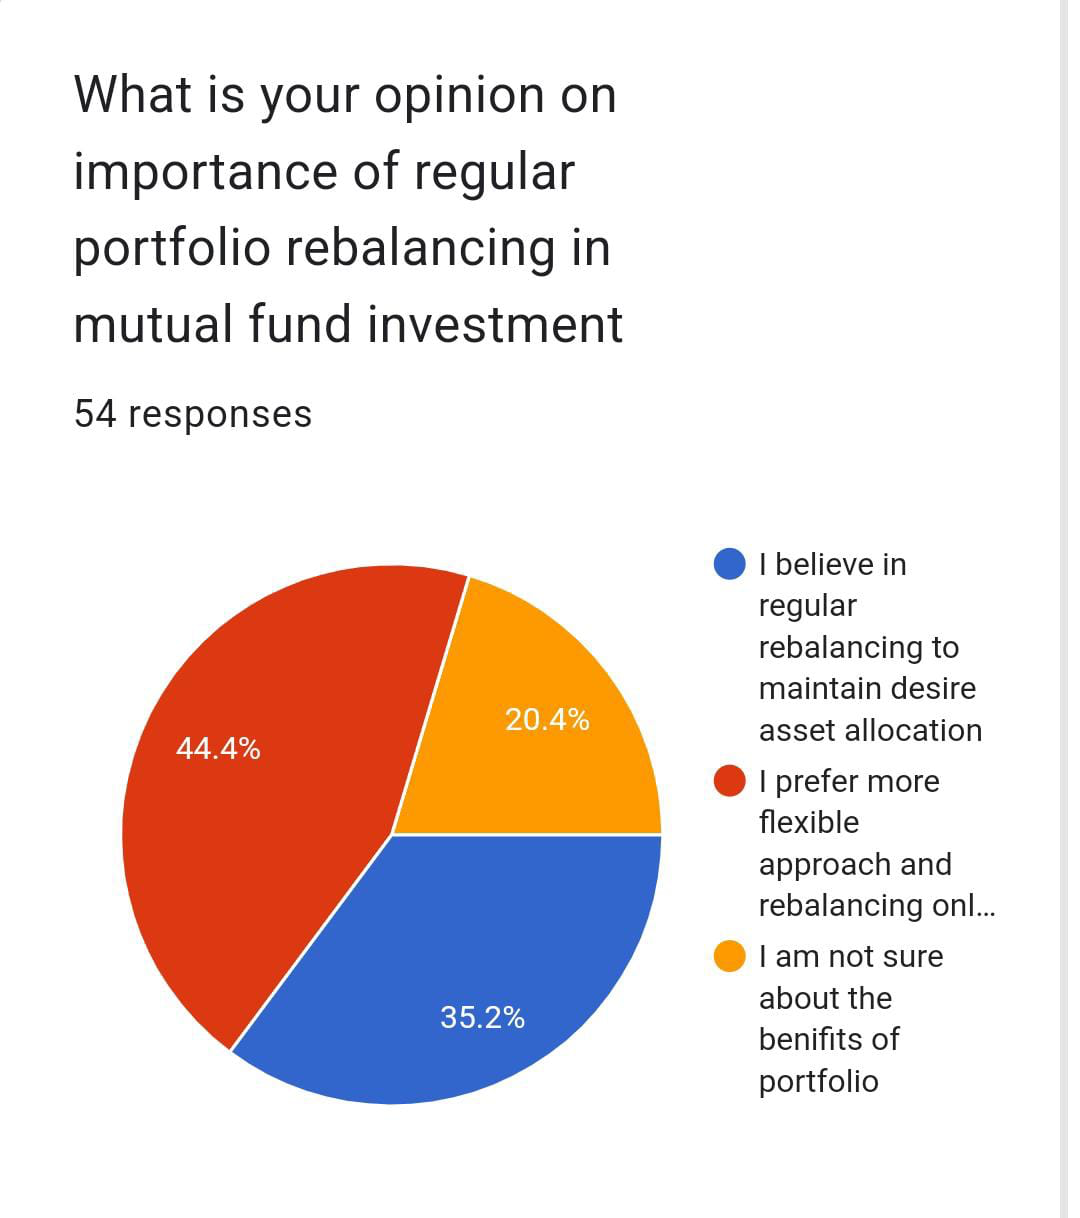 What is your opinion on
importance of regular
portfolio rebalancing in
mutual fund investment
54 responses
44.4%
20.4%
35.2%
I believe in
regular
rebalancing to
maintain desire
asset allocation
I prefer more
flexible
approach and
rebalancing onl...
I am not sure
about the
benifits of
portfolio